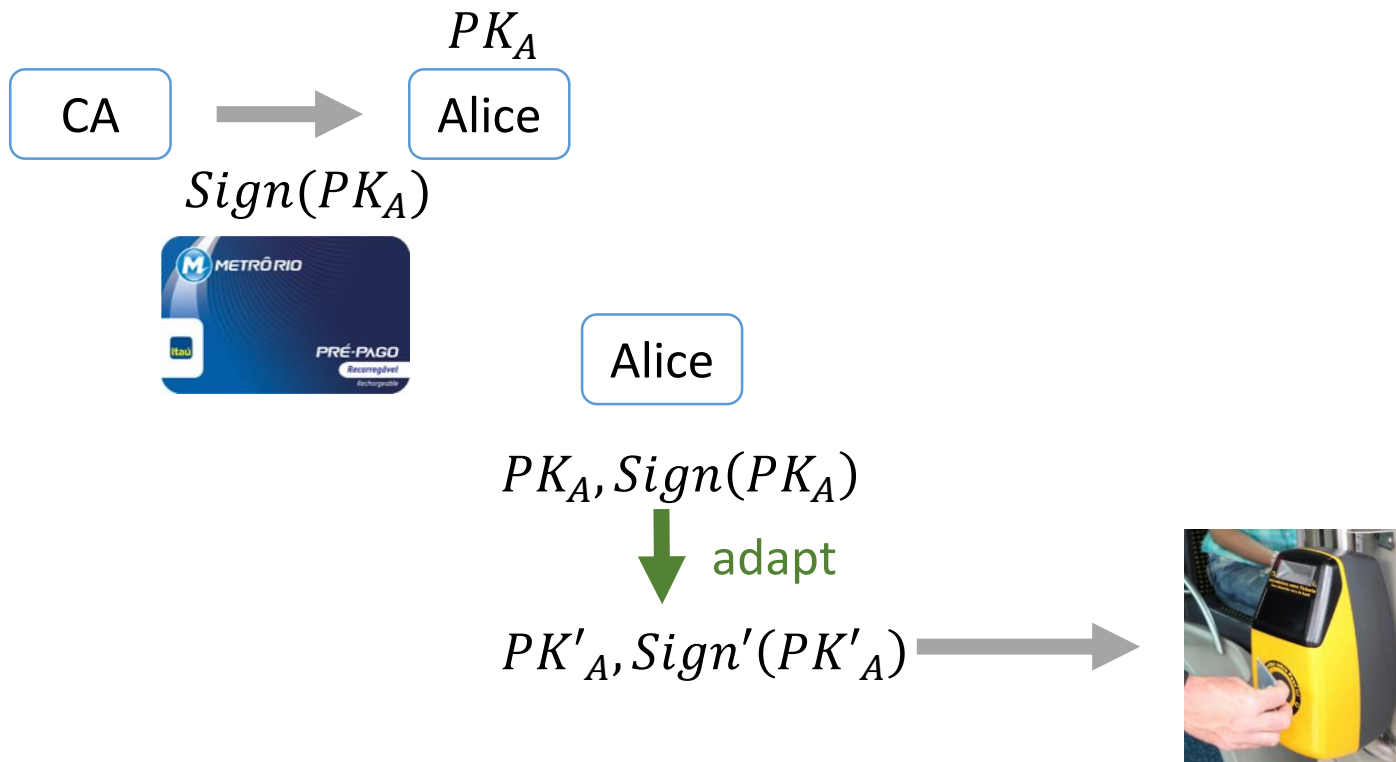 PK_A
CA
Alice
Sign(PK_A)
METRÔ RIO
Itaú
PRÉ-PAGO
Recarregável
Rechargeable
Alice
PK_A, Sign(PK_A)
adapt
PK'_A, Sign'(PK'_A)